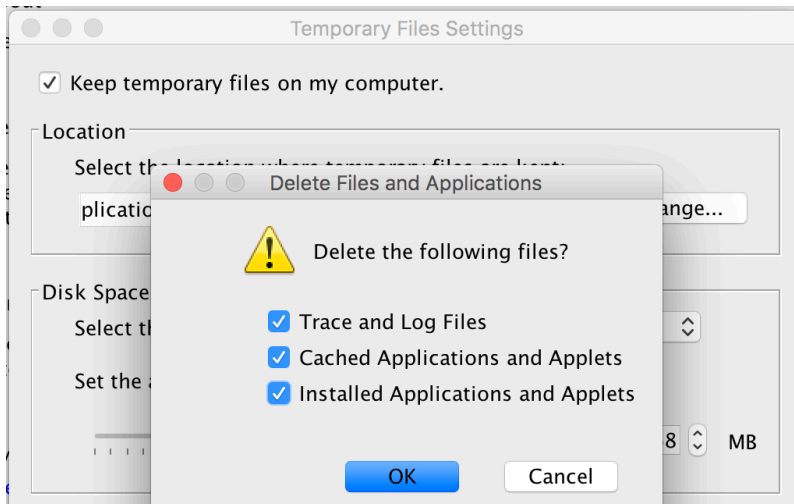 Temporary Files Settings
Keep temporary files on my computer.
Location
Select the location where temporary files are kept:
Delete Files and Applications
plicatio
ange...
Delete the following files?
Disk Space
Trace and Log Files
Select th
Cached Applications and Applets
Set the a
Installed Applications and Applets
8 MB
OK Cancel